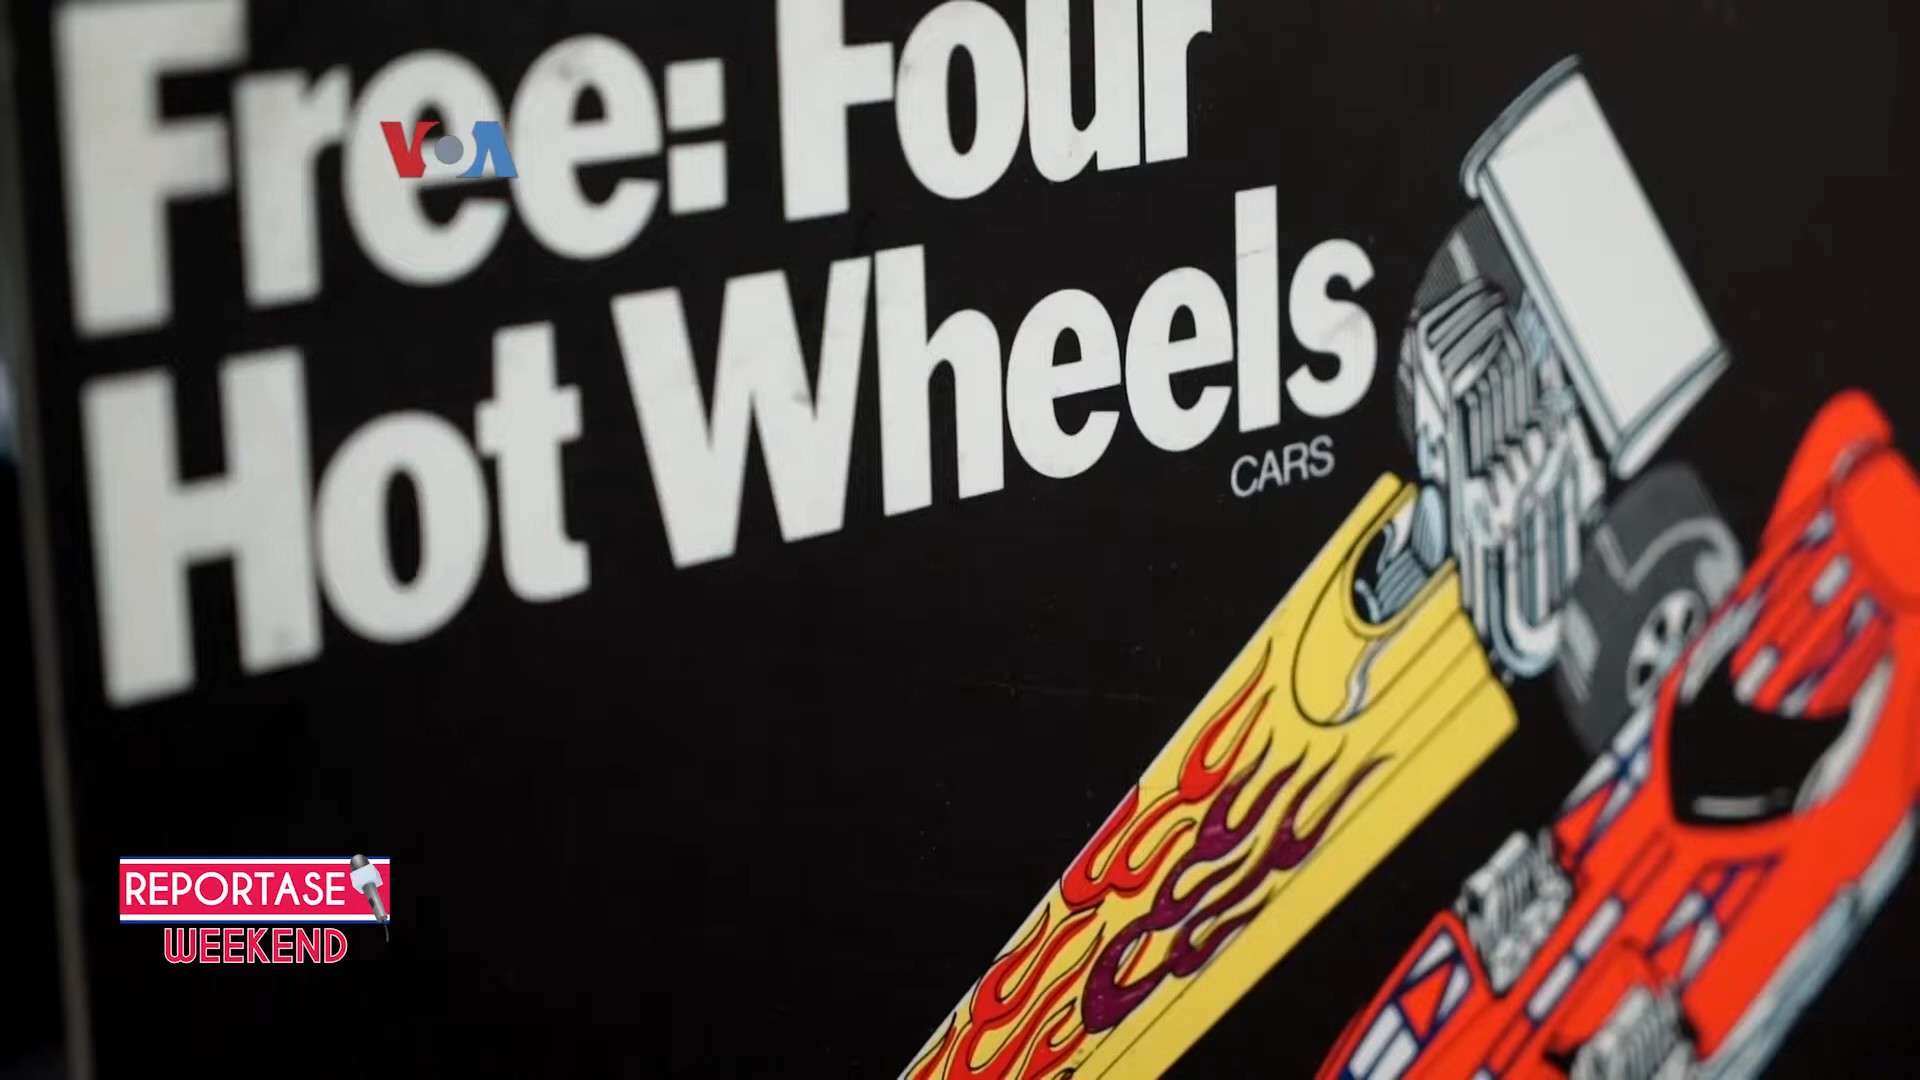 Free: Four
Hot Wheels
CARS
VOA
REPORTASE
WEEKEND